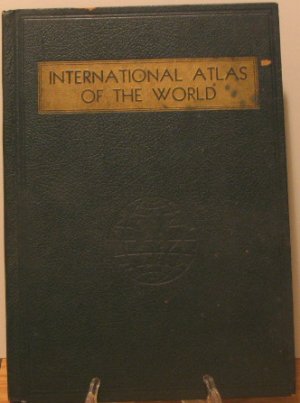 INTERNATIONAL ATLAS
OF THE WORLD